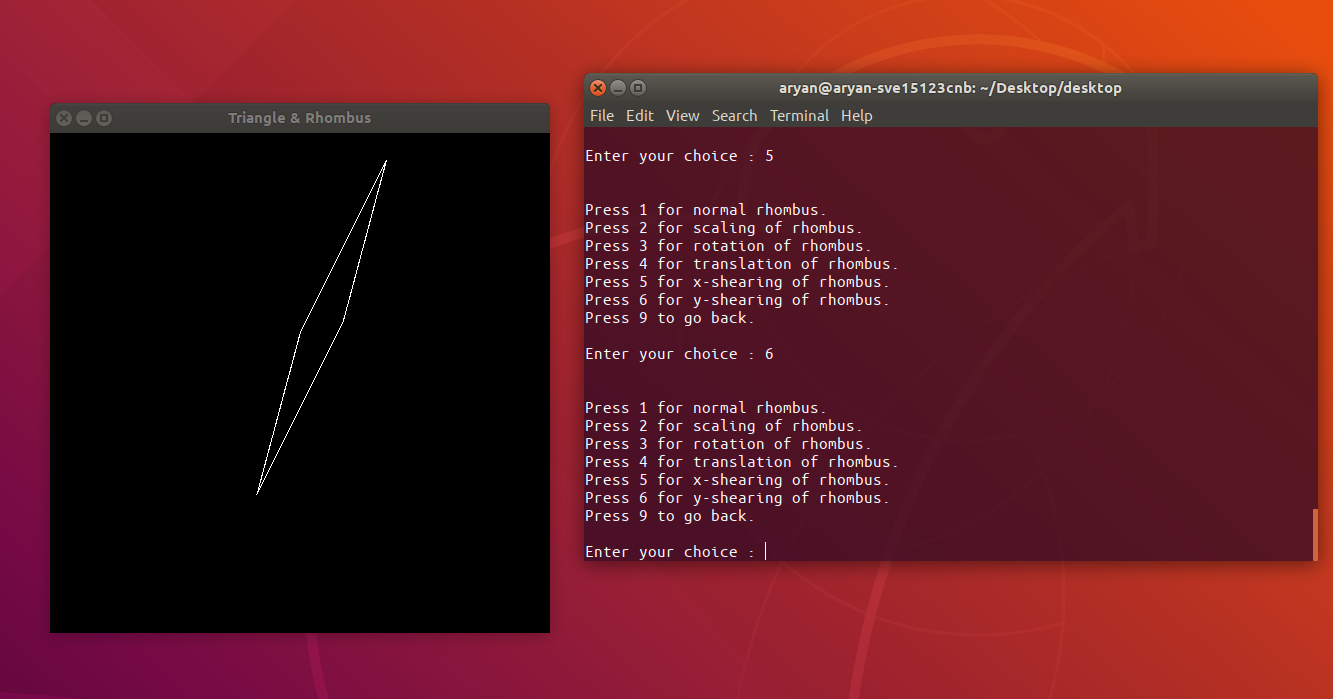 Triangle & Rhombus
aryan@aryan-sve15123cnb: ~/Desktop/desktop
File Edit View Search Terminal Help
Enter your choice : 5
Press 1 for normal rhombus.
Press 2 for scaling of rhombus.
Press 3 for rotation of rhombus.
Press 4 for translation of rhombus.
Press 5 for x-shearing of rhombus.
Press 6 for y-shearing of rhombus.
Press 9 to go back.
Enter your choice : 6
Press 1 for normal rhombus.
Press 2 for scaling of rhombus.
Press 3 for rotation of rhombus.
Press 4 for translation of rhombus.
Press 5 for x-shearing of rhombus.
Press 6 for y-shearing of rhombus.
Press 9 to go back.
Enter your choice :